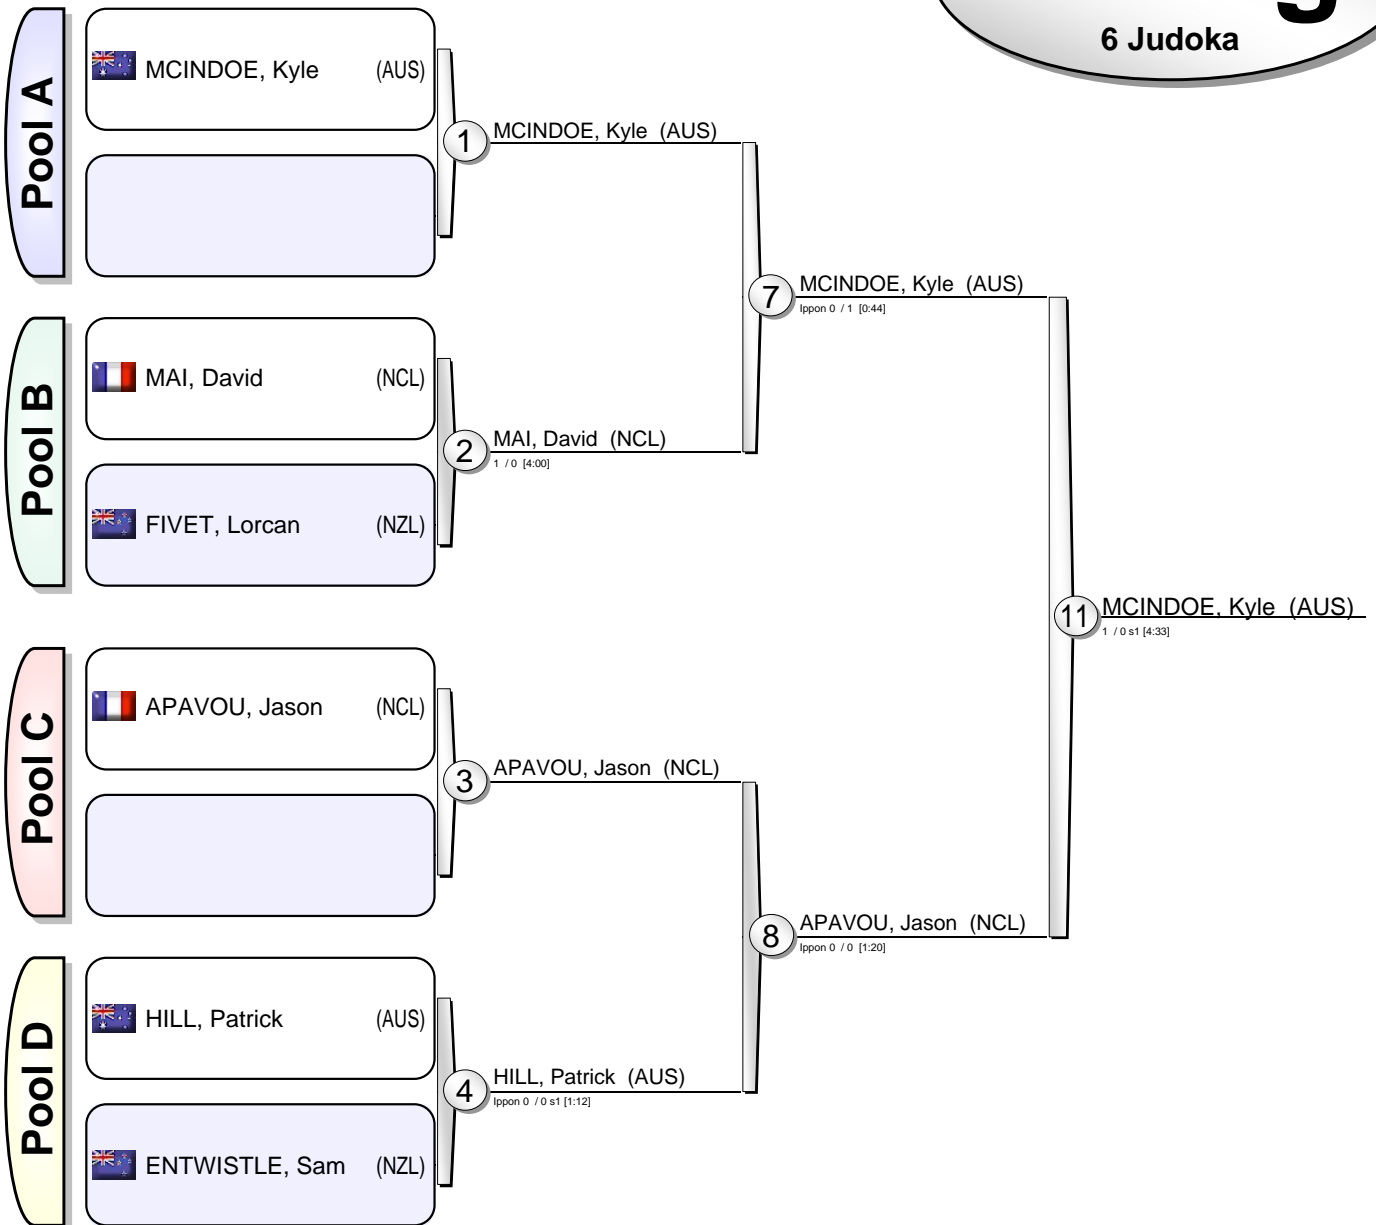 6 Judoka
Pool A
MCINDOE, Kyle (AUS)
1 MCINDOE, Kyle (AUS)
7 MCINDOE, Kyle (AUS)
Ippon 0 / 1 [0:44]
Pool B
MAI, David (NCL)
2 MAI, David (NCL)
1 / 0 [4:00]
FIVET, Lorcan (NZL)
11 MCINDOE, Kyle (AUS)
1 / 0 s1 [4:33]
Pool C
APAVOU, Jason (NCL)
3 APAVOU, Jason (NCL)
8 APAVOU, Jason (NCL)
Ippon 0 / 0 [1:20]
Pool D
HILL, Patrick (AUS)
4 HILL, Patrick (AUS)
Ippon 0 / 0 s1 [1:12]
ENTWISTLE, Sam (NZL)